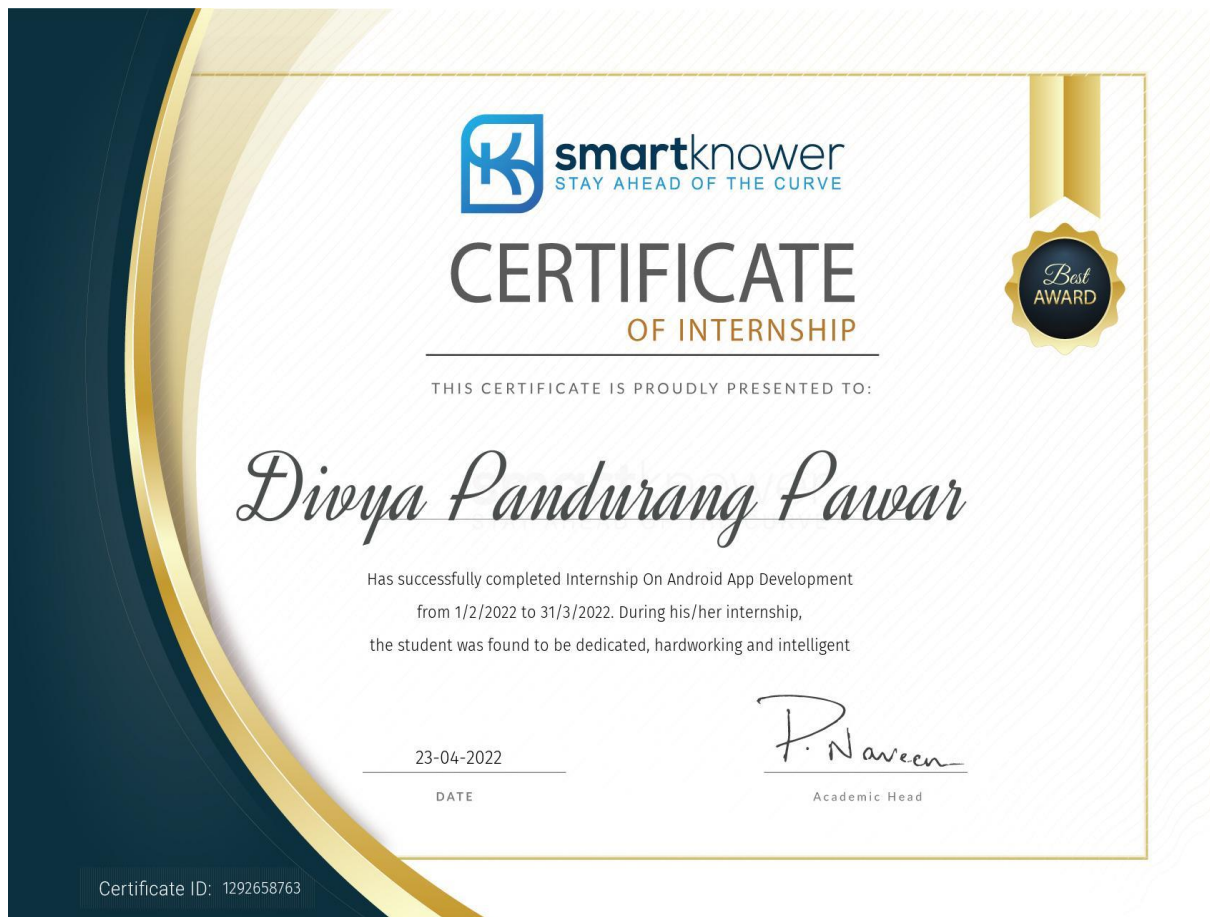 smartknower
STAY AHEAD OF THE CURVE
CERTIFICATE
OF INTERNSHIP
Best
AWARD
THIS CERTIFICATE IS PROUDLY PRESENTED TO:
Divya Pandurang Pawar
Has successfully completed Internship On Android App Development
from 1/2/2022 to 31/3/2022. During his/her internship,
the student was found to be dedicated, hardworking and intelligent
23-04-2022
DATE
P. Naveen
Academic Head
Certificate ID: 1292658763